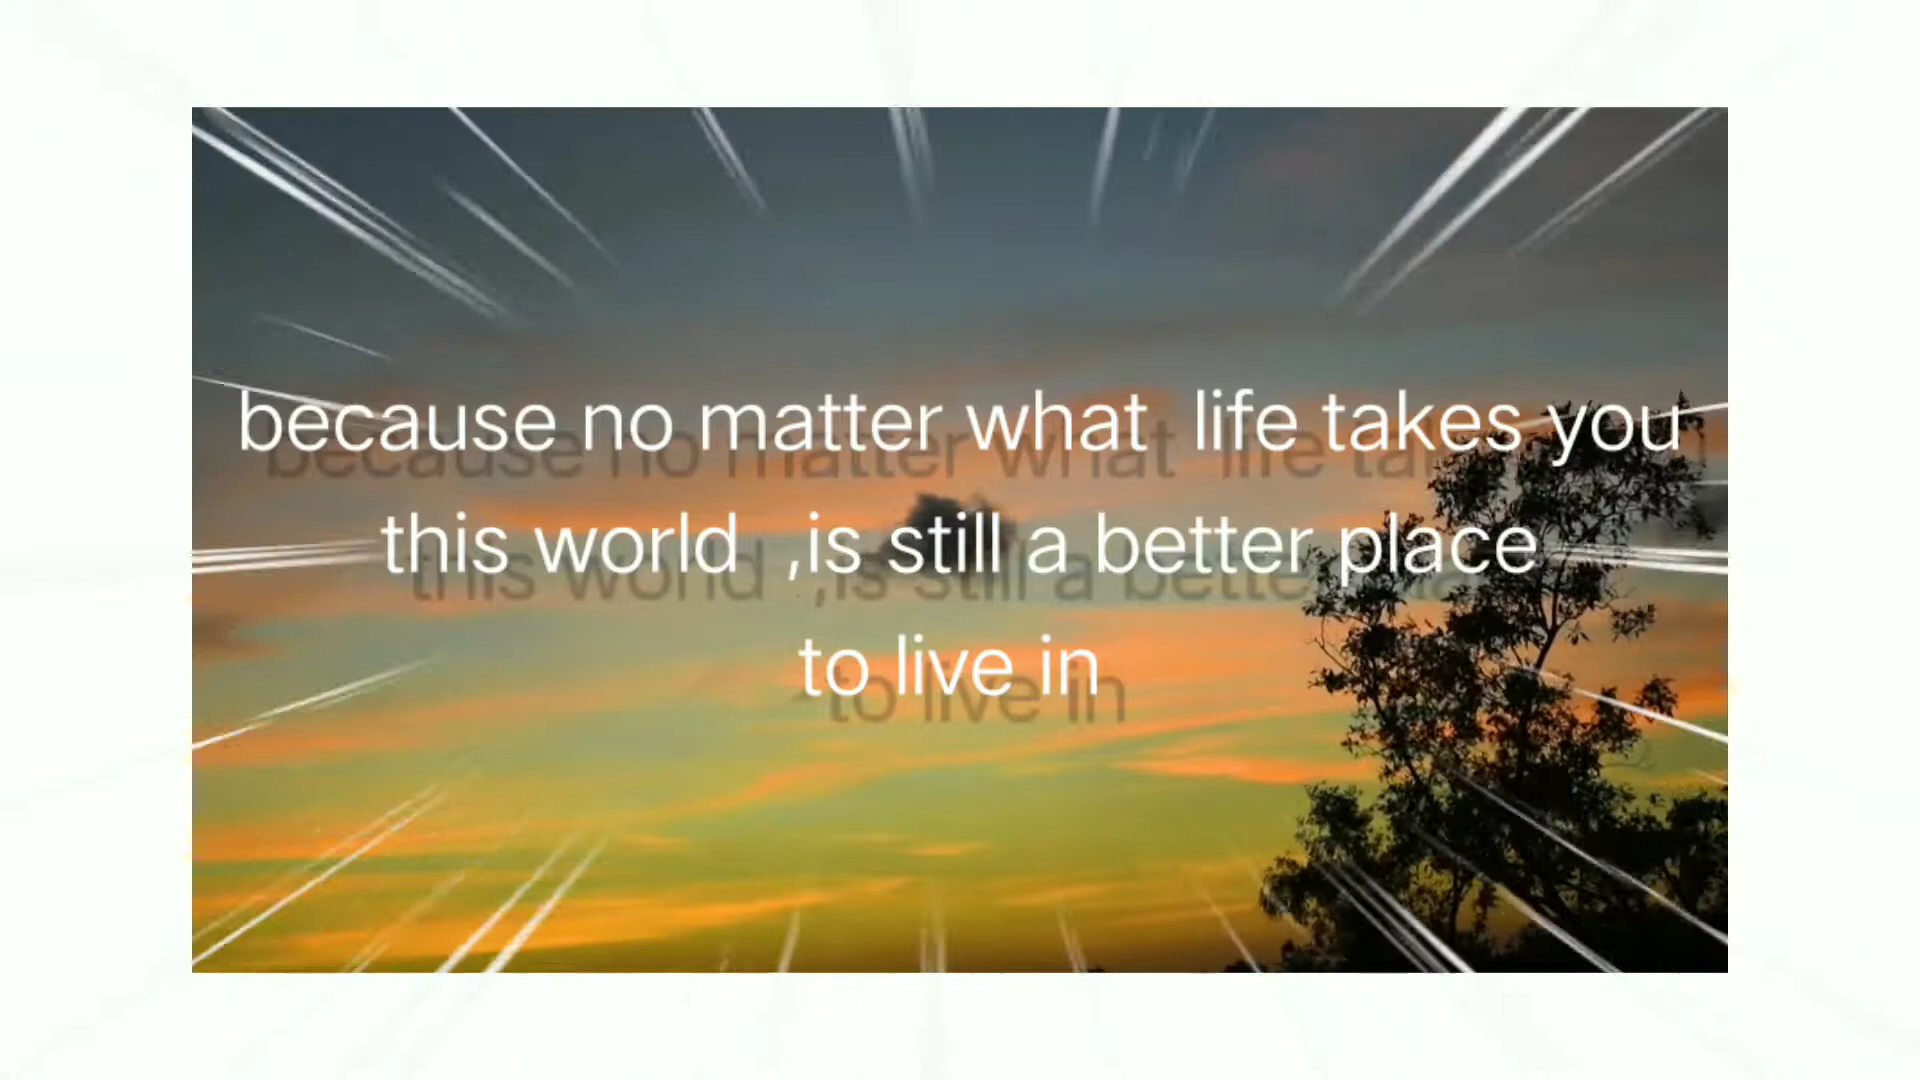 because no matter what  life takes you
this world  ,is still a better place
to live in